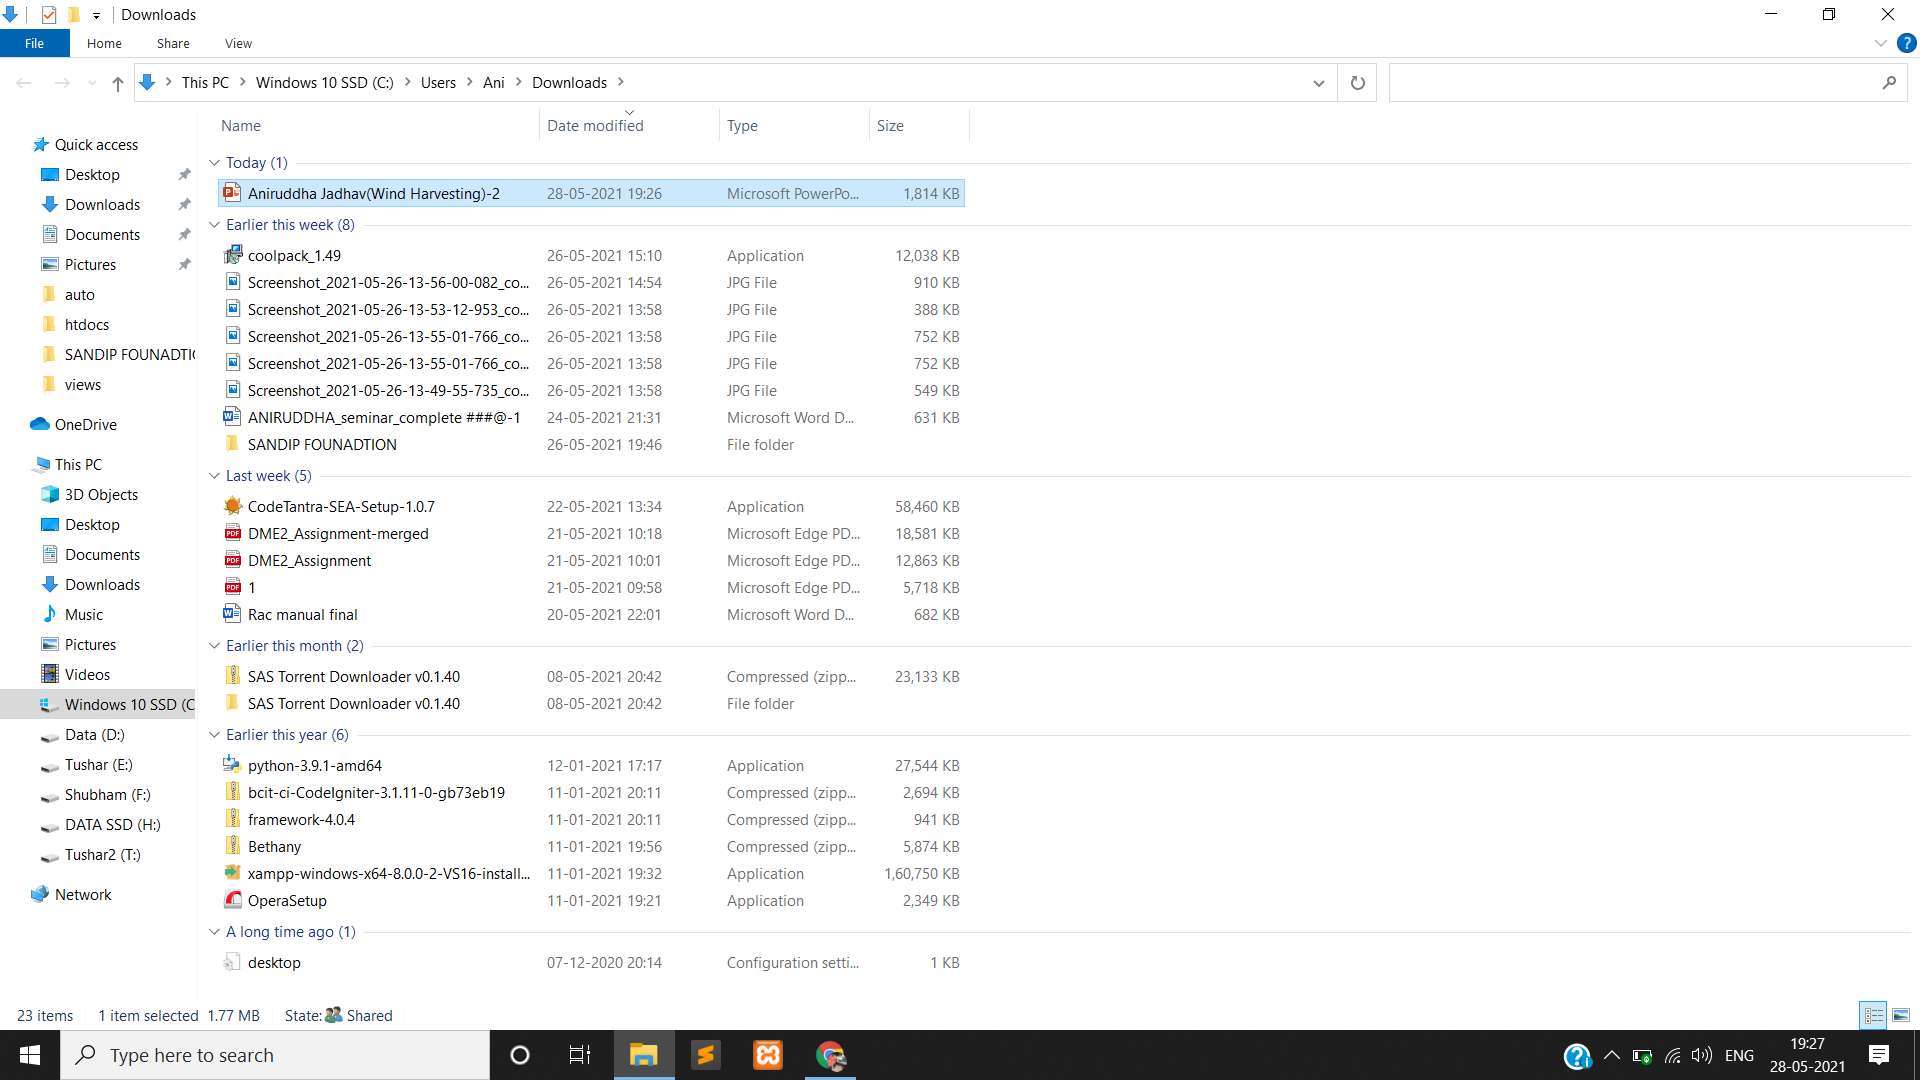 Downloads
File Home Share View
This PC Windows 10 SSD (C:) Users Ani Downloads
Name Date modified Type Size
Quick access
Desktop
Downloads
Documents
Pictures
auto
htdocs
SANDIP FOUNADTI
views
OneDrive
This PC
3D Objects
Desktop
Documents
Downloads
Music
Pictures
Videos
Windows 10 SSD (C
Data (D:)
Tushar (E:)
Shubham (F:)
DATA SSD (H:)
Tushar2 (T:)
Network
Today (1)
Aniruddha Jadhav(Wind Harvesting)-2 28-05-2021 19:26 Microsoft PowerPo... 1,814 KB
Earlier this week (8)
coolpack_1.49 26-05-2021 15:10 Application 12,038 KB
Screenshot_2021-05-26-13-56-00-082_co... 26-05-2021 14:54 JPG File 910 KB
Screenshot_2021-05-26-13-53-12-953_co... 26-05-2021 13:58 JPG File 388 KB
Screenshot_2021-05-26-13-55-01-766_co... 26-05-2021 13:58 JPG File 752 KB
Screenshot_2021-05-26-13-55-01-766_co... 26-05-2021 13:58 JPG File 752 KB
Screenshot_2021-05-26-13-49-55-735_co... 26-05-2021 13:58 JPG File 549 KB
ANIRUDDHA_seminar_complete ###@-1 24-05-2021 21:31 Microsoft Word D... 631 KB
SANDIP FOUNADTION 26-05-2021 19:46 File folder
Last week (5)
CodeTantra-SEA-Setup-1.0.7 22-05-2021 13:34 Application 58,460 KB
DME2_Assignment-merged 21-05-2021 10:18 Microsoft Edge PD... 18,581 KB
DME2_Assignment 21-05-2021 10:01 Microsoft Edge PD... 12,863 KB
1 21-05-2021 09:58 Microsoft Edge PD... 5,718 KB
Rac manual final 20-05-2021 22:01 Microsoft Word D... 682 KB
Earlier this month (2)
SAS Torrent Downloader v0.1.40 08-05-2021 20:42 Compressed (zipp... 23,133 KB
SAS Torrent Downloader v0.1.40 08-05-2021 20:42 File folder
Earlier this year (6)
python-3.9.1-amd64 12-01-2021 17:17 Application 27,544 KB
bcit-ci-CodeIgniter-3.1.11-0-gb73eb19 11-01-2021 20:11 Compressed (zipp... 2,694 KB
framework-4.0.4 11-01-2021 20:11 Compressed (zipp... 941 KB
Bethany 11-01-2021 19:56 Compressed (zipp... 5,874 KB
xampp-windows-x64-8.0.0-2-VS16-install... 11-01-2021 19:32 Application 1,60,750 KB
OperaSetup 11-01-2021 19:21 Application 2,349 KB
A long time ago (1)
desktop 07-12-2020 20:14 Configuration setti... 1 KB
23 items 1 item selected 1.77 MB State: Shared
Type here to search
ENG
19:27
28-05-2021